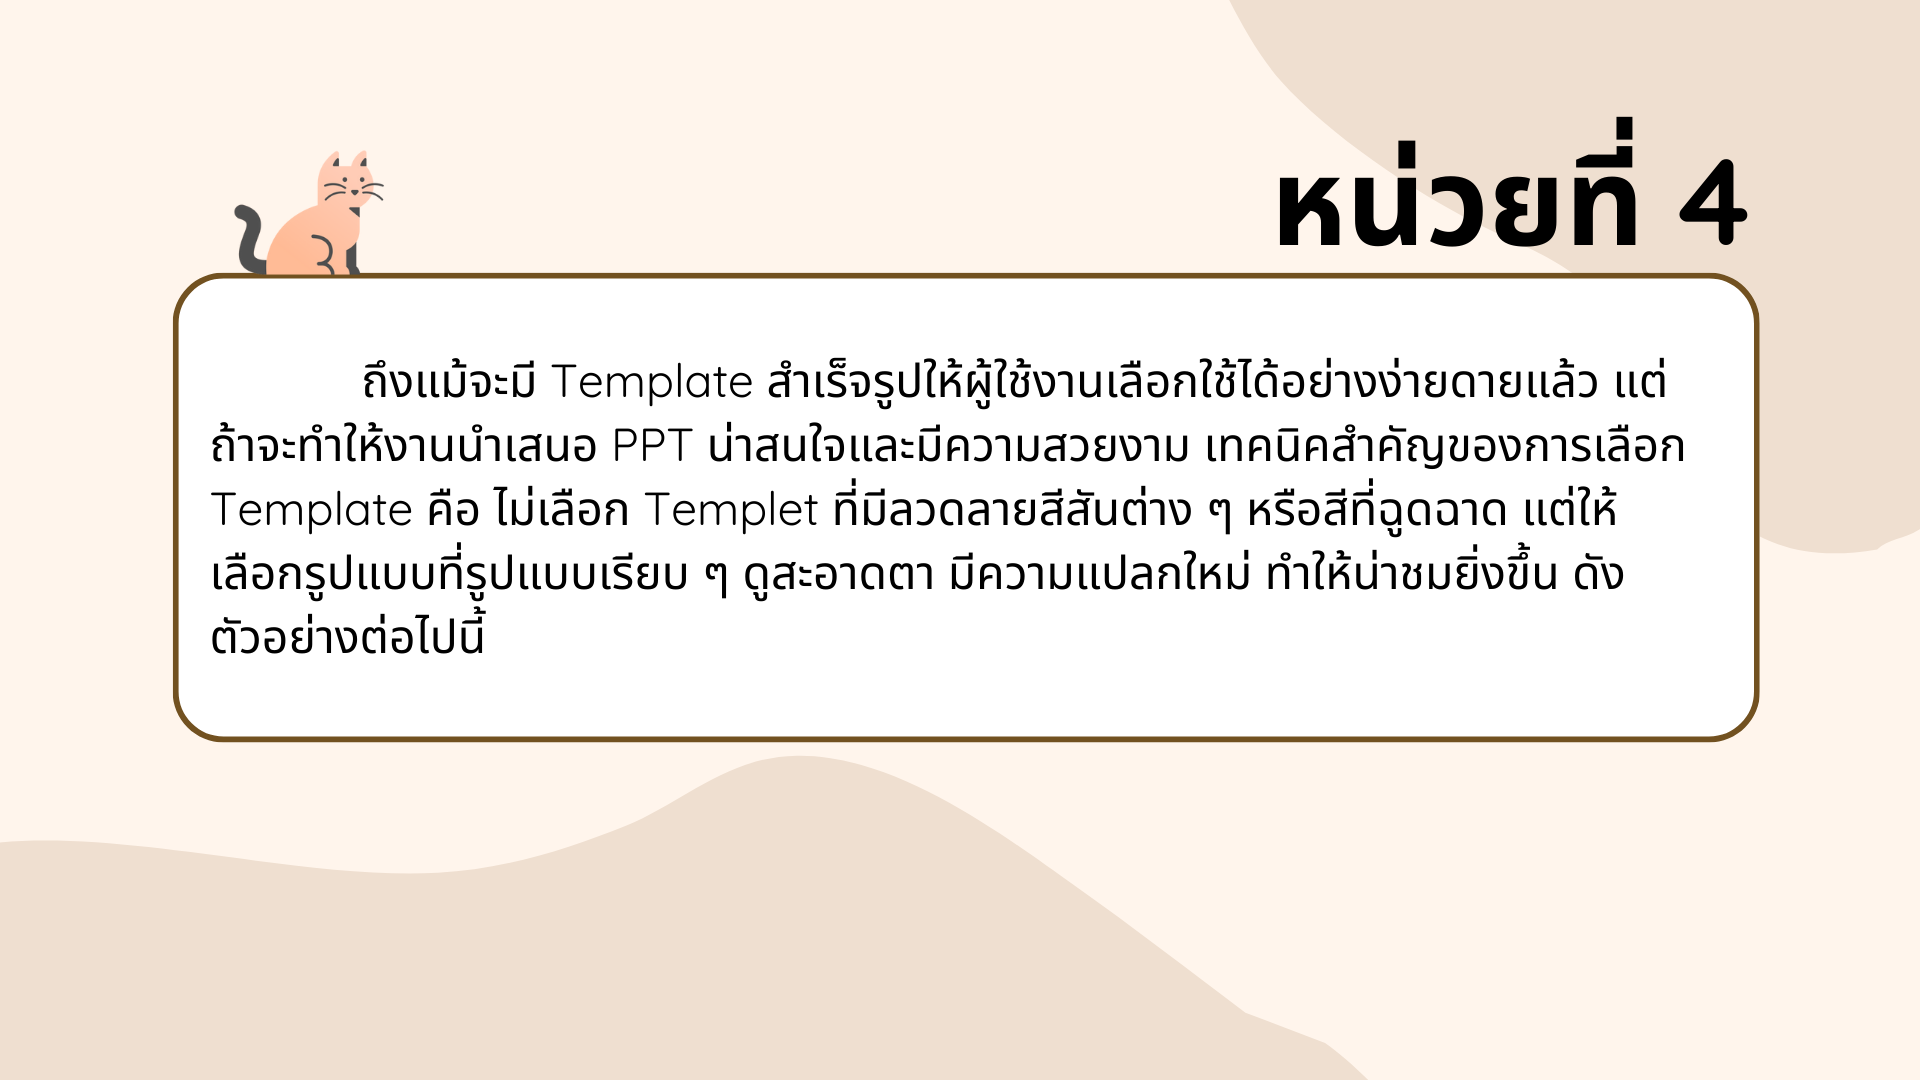 หน่วยที่ 4
ถึงแม้จะมี Template สำเร็จรูปให้ผู้ใช้งานเลือกใช้ได้อย่างง่ายดายแล้ว แต่
ถ้าจะทำให้งานนำเสนอ PPT น่าสนใจและมีความสวยงาม เทคนิคสำคัญของการเลือก
Template คือ ไม่เลือก Templet ที่มีลวดลายสีสันต่าง ๆ หรือสีที่ฉูดฉาด แต่ให้
เลือกรูปแบบที่รูปแบบเรียบ ๆ ดูสะอาดตา มีความแปลกใหม่ ทำให้น่าชมยิ่งขึ้น ดัง
ตัวอย่างต่อไปนี้